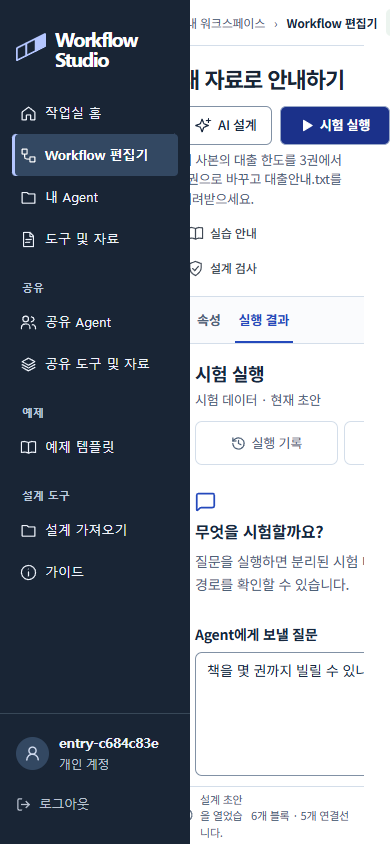 Workflow
Studio
작업실 홈
Workflow 편집기
내 Agent
도구 및 자료
공유
공유 Agent
공유 도구 및 자료
예제
예제 템플릿
설계 도구
설계 가져오기
가이드
entry-c684c83e
개인 계정
로그아웃
내 워크스페이스 › Workflow 편집기
자료로 안내하기
AI 설계
시험 실행
사본의 대출 한도를 3권에서
권으로 바꾸고 대출안내.txt를
려받으세요.
실습 안내
설계 검사
속성
실행 결과
시험 실행
시험 데이터 · 현재 초안
실행 기록
무엇을 시험할까요?
질문을 실행하면 분리된 시험
경로를 확인할 수 있습니다.
Agent에게 보낼 질문
책을 몇 권까지 빌릴 수 있
설계 초안
을 열었습
니다.
6개 블록 · 5개 연결선